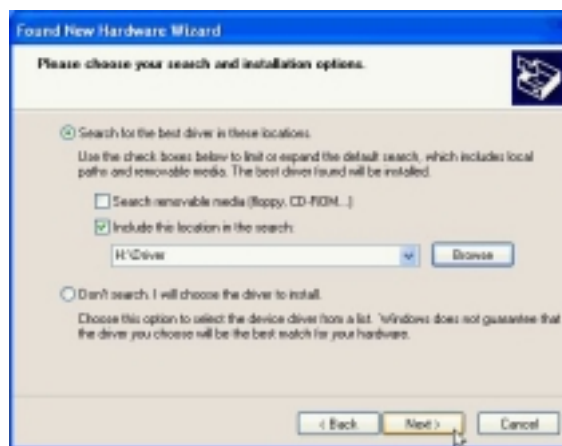 Found New Hardware Wizard
Please choose your search and installation options.
Search for the best driver in these locations.
Use the check boxes below to limit or expand the default search, which includes local
paths and removable media. The best driver found will be installed.
Search removable media (floppy, CD-ROM...)
Include this location in the search:
H:\Driver
Browse
Don't search. I will choose the driver to install.
Choose this option to select the device driver from a list. Windows does not guarantee that
the driver you choose will be the best match for your hardware.
< Back
Next >
Cancel